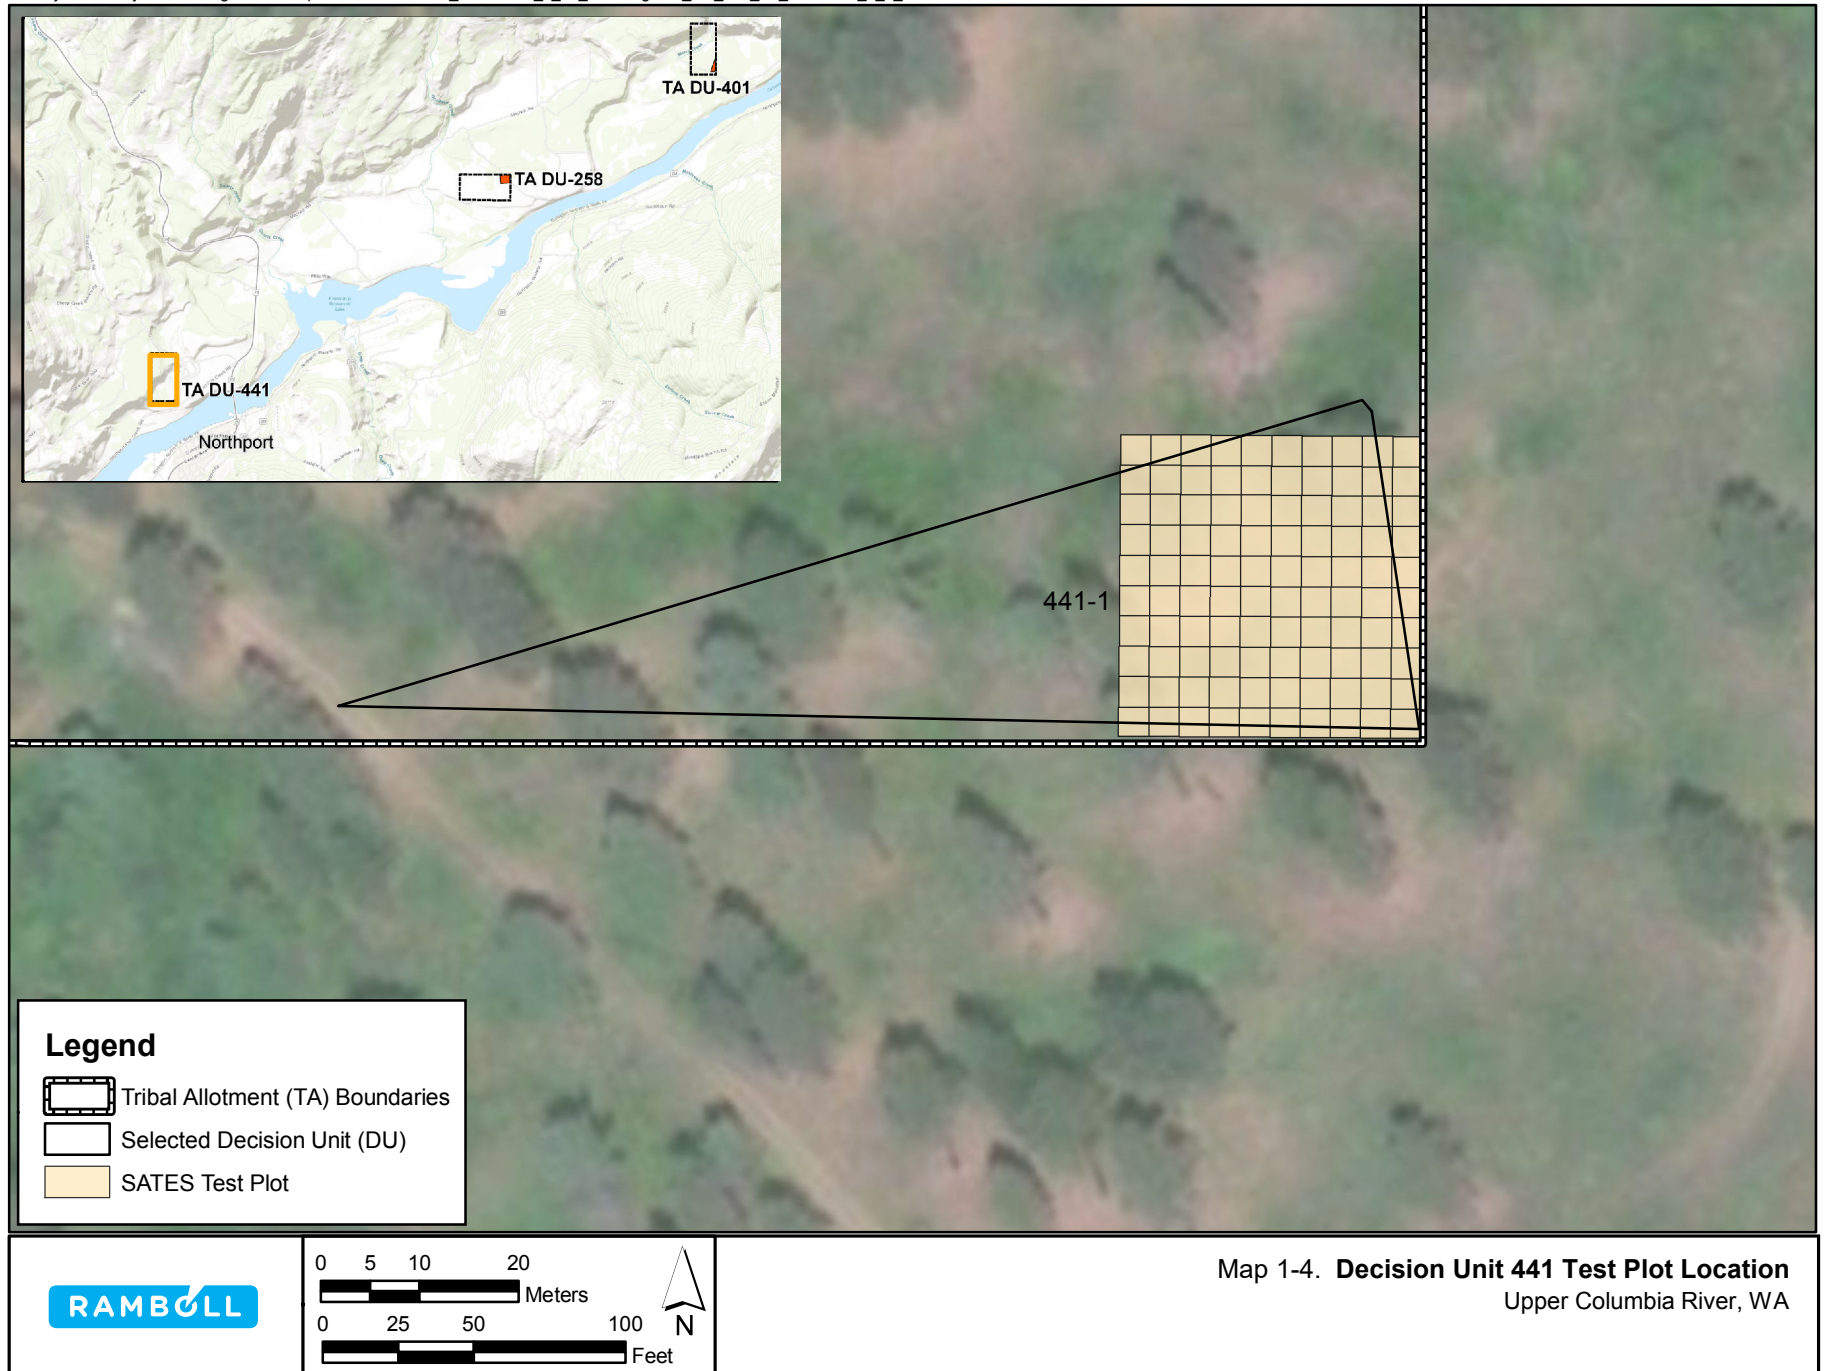 TA DU-401
TA DU-258
TA DU-441
Northport
441-1
Legend
Tribal Allotment (TA) Boundaries
Selected Decision Unit (DU)
SATES Test Plot
RAMBOLL
0 5 10 20
Meters
0 25 50 100
Feet
N
Map 1-4. Decision Unit 441 Test Plot Location
Upper Columbia River, WA